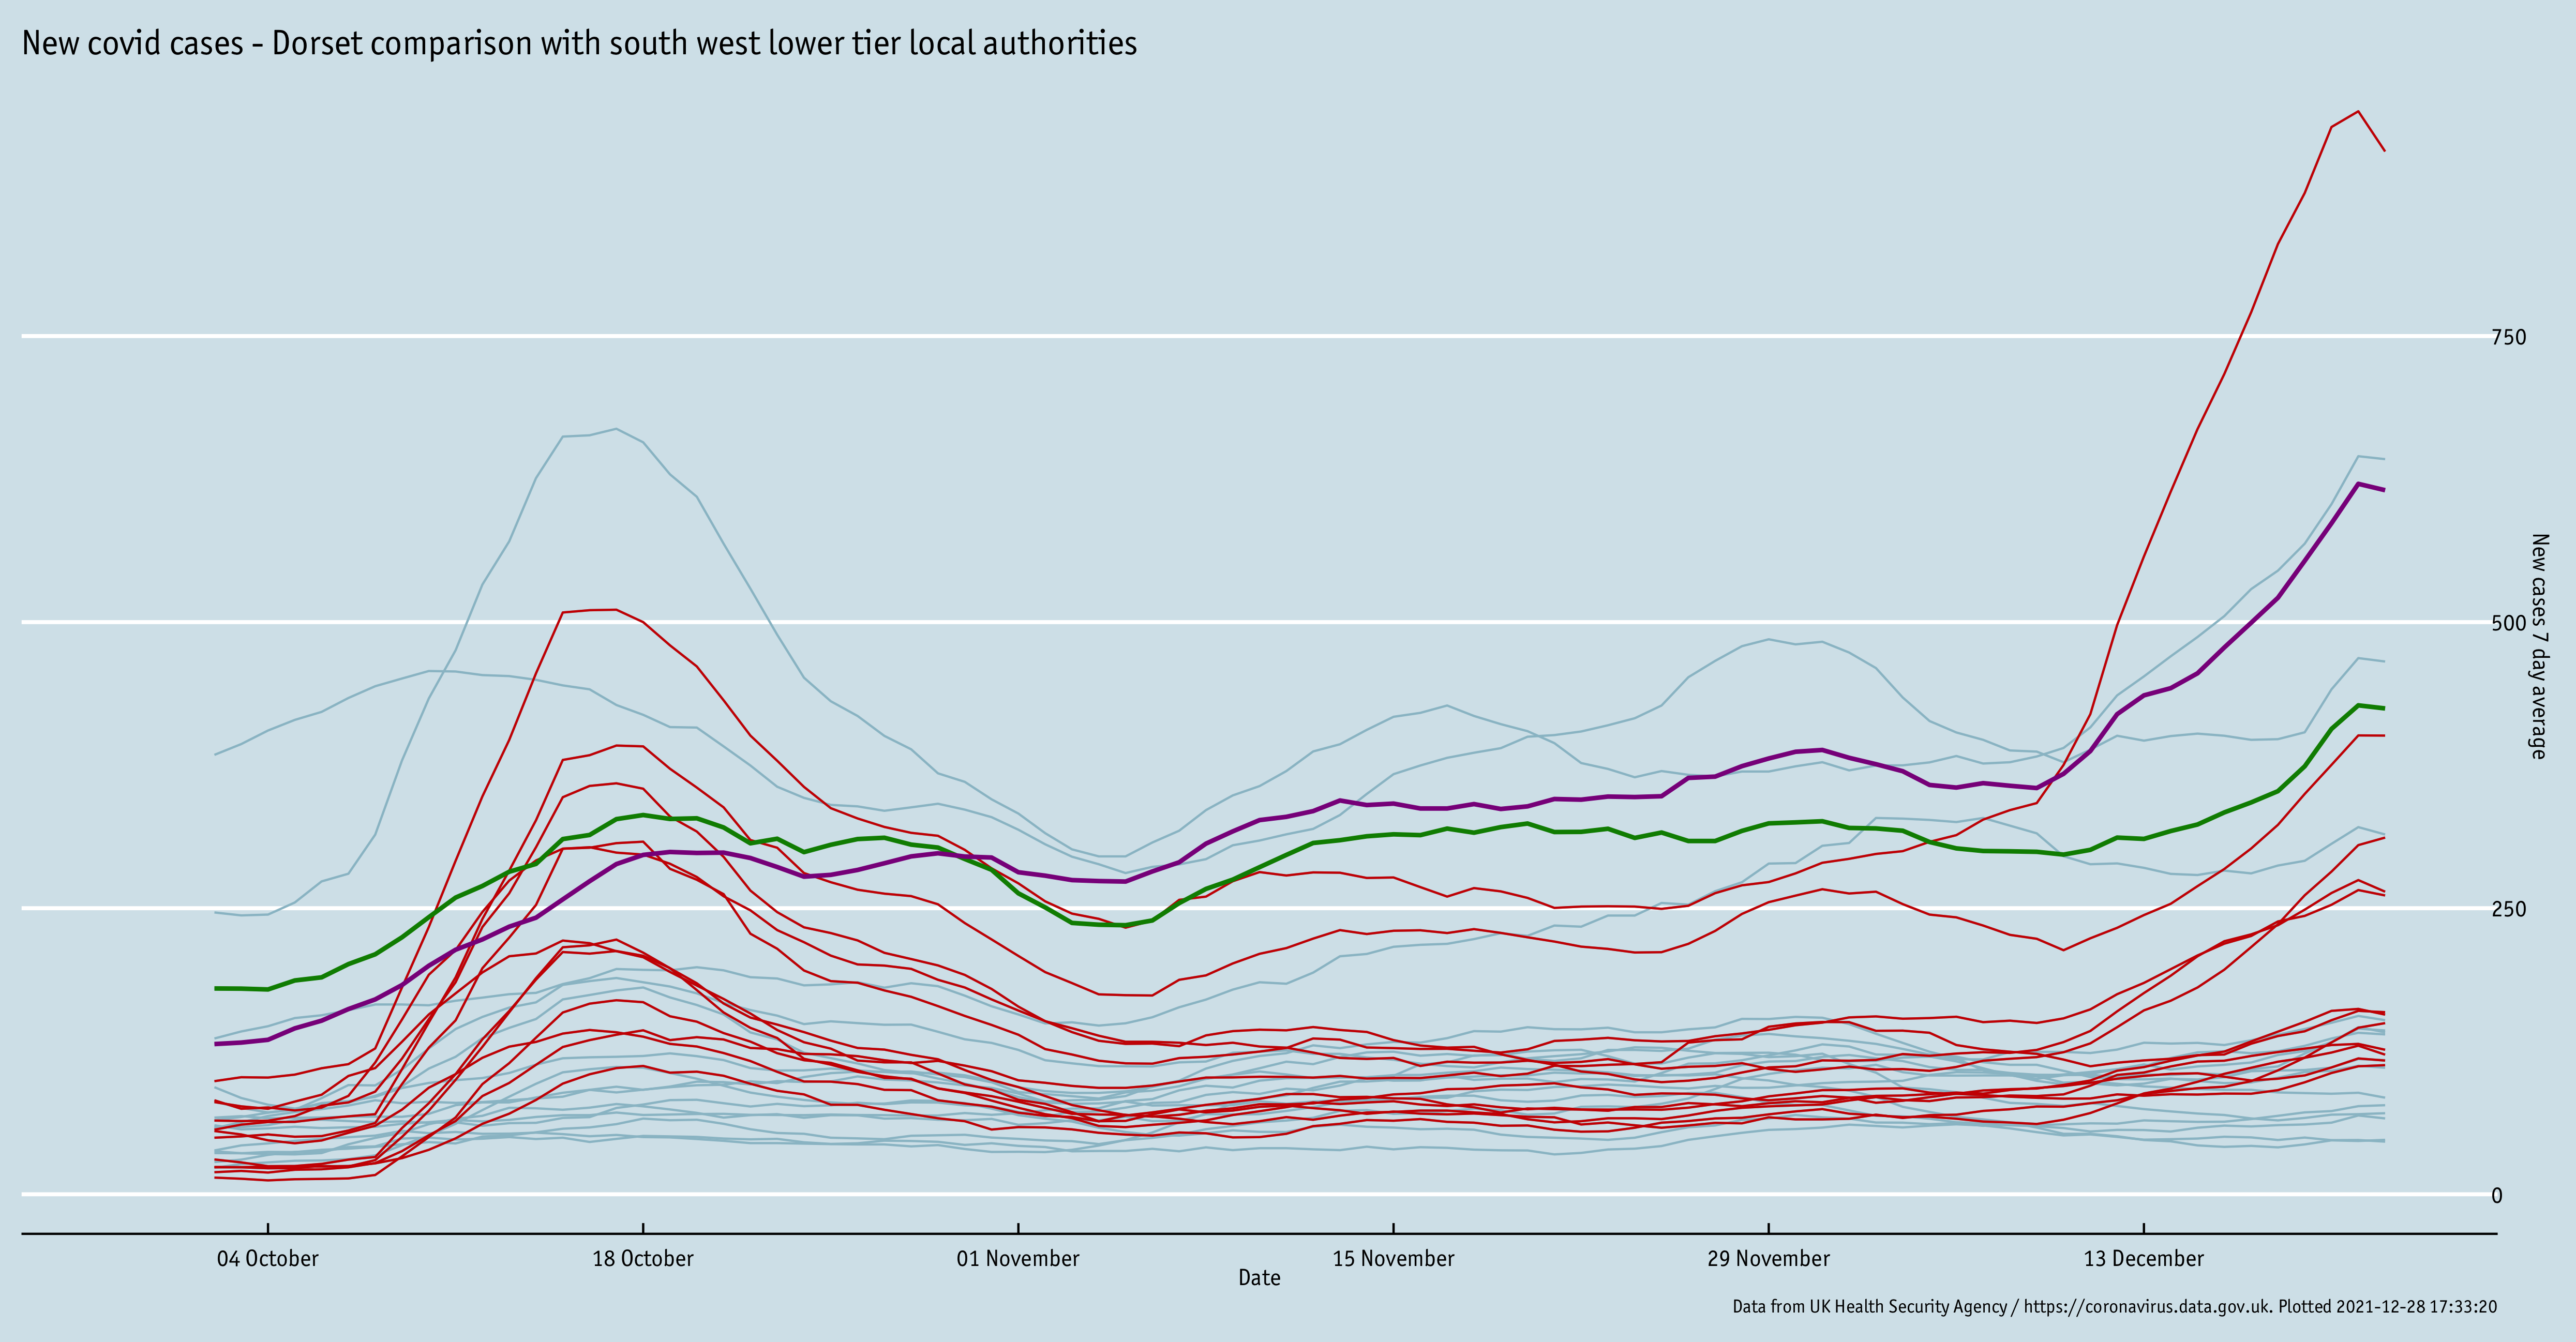 New covid cases - Dorset comparison with south west lower tier local authorities
750
500
250
0
New cases 7 day average
04 October
18 October
01 November
15 November
29 November
13 December
Date
Data from UK Health Security Agency / https://coronavirus.data.gov.uk. Plotted 2021-12-28 17:33:20